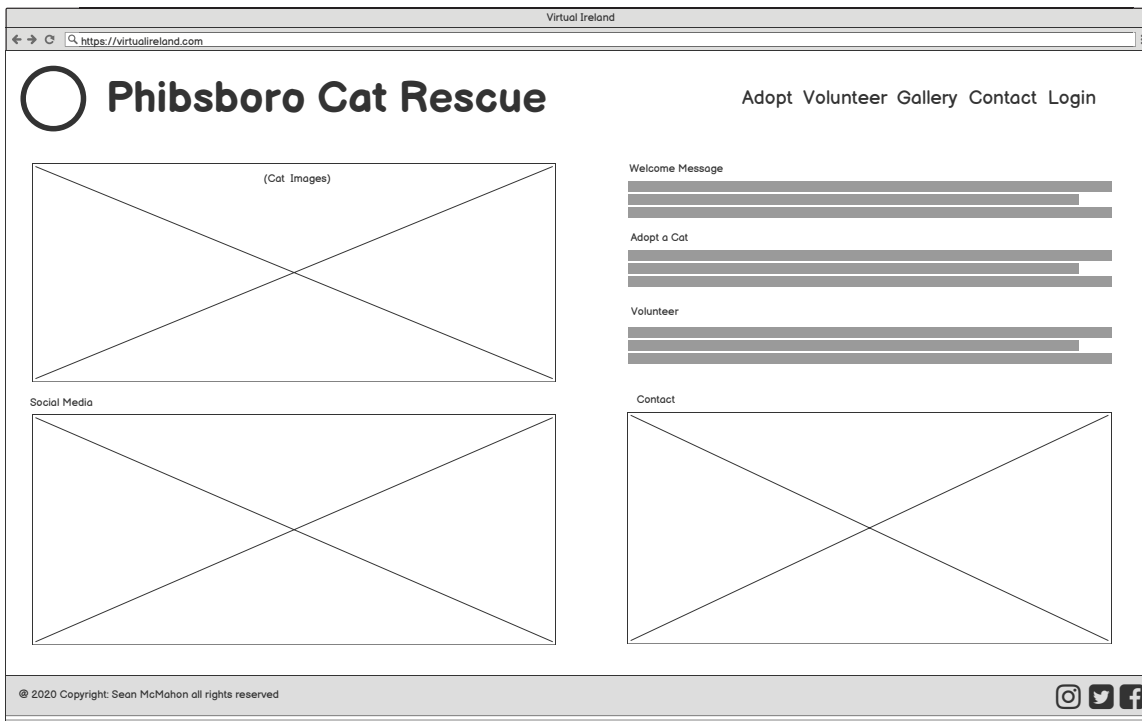 Virtual Ireland
https://virtualireland.com
Phibsboro Cat Rescue
Adopt Volunteer Gallery Contact Login
(Cat Images)
Welcome Message
Adopt a Cat
Volunteer
Social Media
Contact
@ 2020 Copyright: Sean McMahon all rights reserved